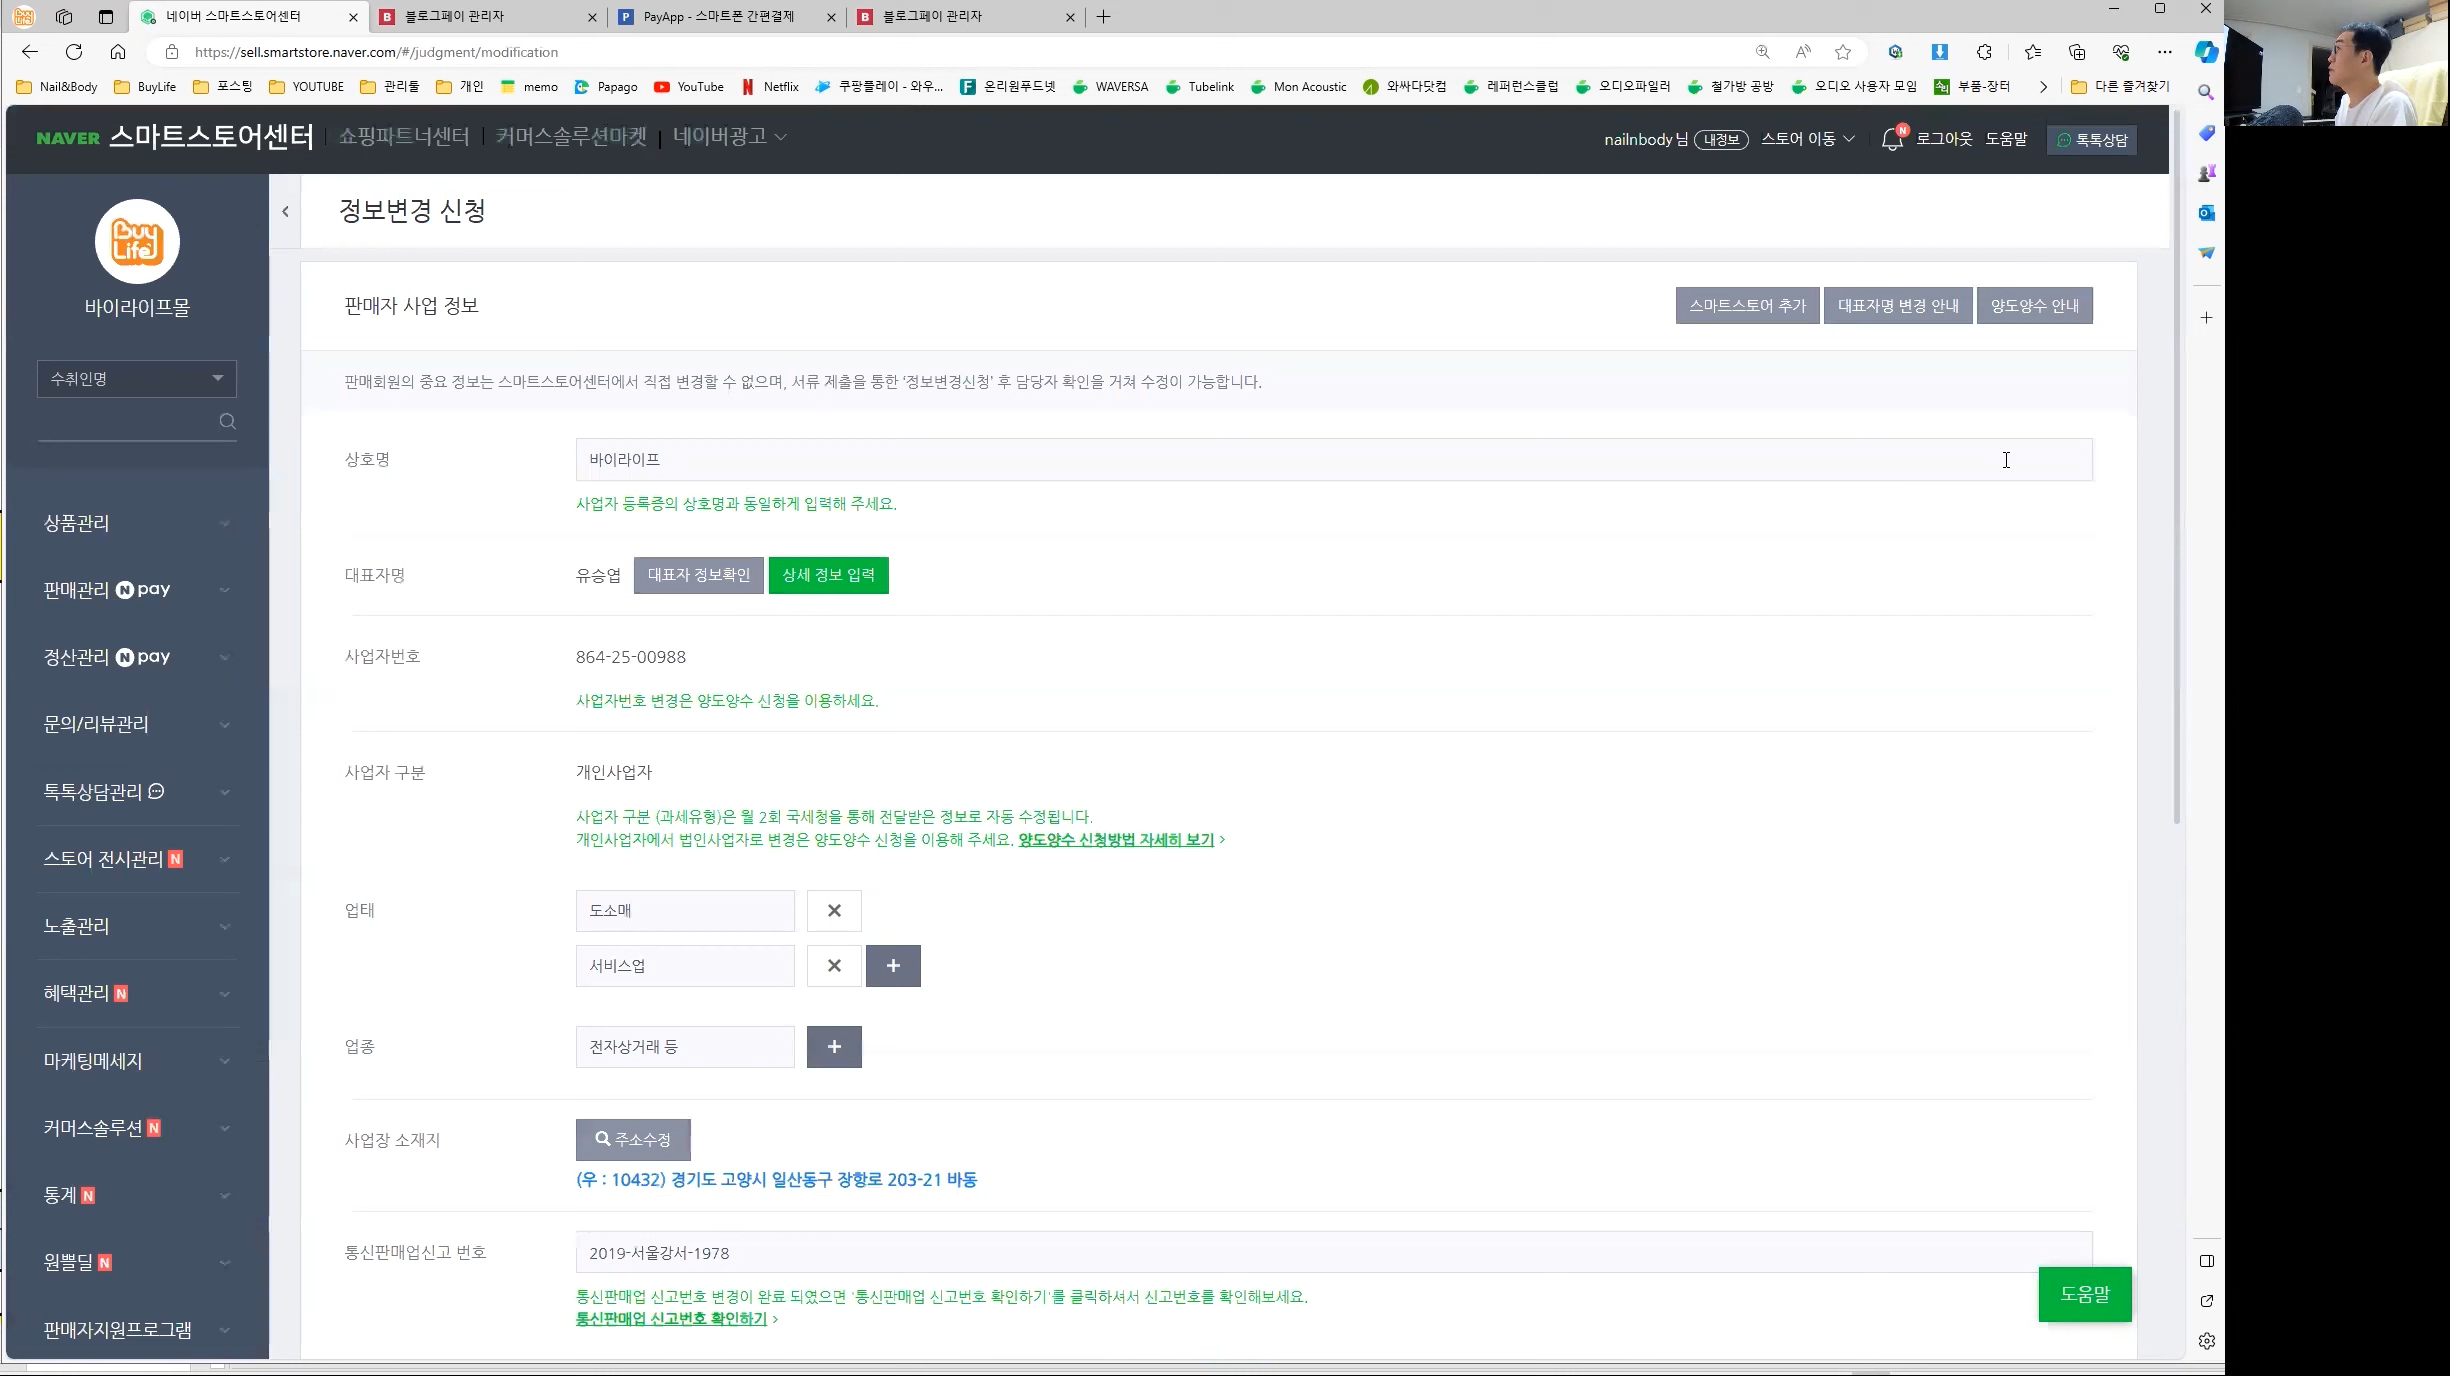 네이버 스마트스토어센터
블로그페이 관리자
PayApp - 스마트폰 간편결제
블로그페이 관리자
https://sell.smartstore.naver.com/#/judgment/modification
Nail&Body
BuyLife
포스팅
YOUTUBE
관리툴
개인
memo
Papago
YouTube
Netflix
쿠팡플레이 - 와우...
온리원푸드넷
WAVERSA
Tubelink
Mon Acoustic
와싸다닷컴
레퍼런스클럽
오디오파일러
철가방 공방
오디오 사용자 모임
부품-장터
다른 즐겨찾기
NAVER 스마트스토어센터
쇼핑파트너센터
커머스솔루션마켓
네이버광고
nailnbody 님
내정보
스토어 이동
N
로그아웃
도움말
톡톡상담
Buy Life
바이라이프몰
수취인명
상품관리
판매관리 N pay
정산관리 N pay
문의/리뷰관리
톡톡상담관리
스토어 전시관리 N
노출관리
혜택관리 N
마케팅메세지
커머스솔루션 N
통계 N
원쁠딜 N
판매자지원프로그램
정보변경 신청
판매자 사업 정보
스마트스토어 추가
대표자명 변경 안내
양도양수 안내
판매회원의 중요 정보는 스마트스토어센터에서 직접 변경할 수 없으며, 서류 제출을 통한 '정보변경신청' 후 담당자 확인을 거쳐 수정이 가능합니다.
상호명
바이라이프
사업자 등록증의 상호명과 동일하게 입력해 주세요.
대표자명
유승엽
대표자 정보확인
상세 정보 입력
사업자번호
864-25-00988
사업자번호 변경은 양도양수 신청을 이용하세요.
사업자 구분
개인사업자
사업자 구분 (과세유형)은 월 2회 국세청을 통해 전달받은 정보로 자동 수정됩니다.
개인사업자에서 법인사업자로 변경은 양도양수 신청을 이용해 주세요. 양도양수 신청방법 자세히 보기 >
업태
도소매
서비스업
업종
전자상거래 등
사업장 소재지
주소수정
(우 : 10432) 경기도 고양시 일산동구 장항로 203-21 바동
통신판매업신고 번호
2019-서울강서-1978
통신판매업 신고번호 변경이 완료 되였으면 '통신판매업 신고번호 확인하기'를 클릭하셔서 신고번호를 확인해보세요.
통신판매업 신고번호 확인하기 >
도움말